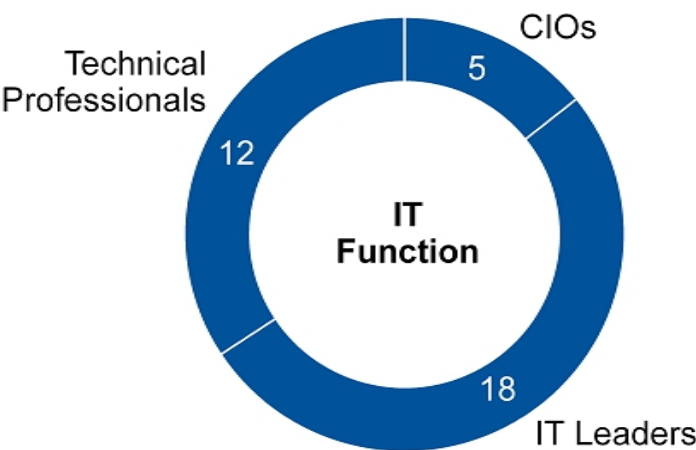 CIOs
5
Technical
Professionals
12
IT
Function
18
IT Leaders